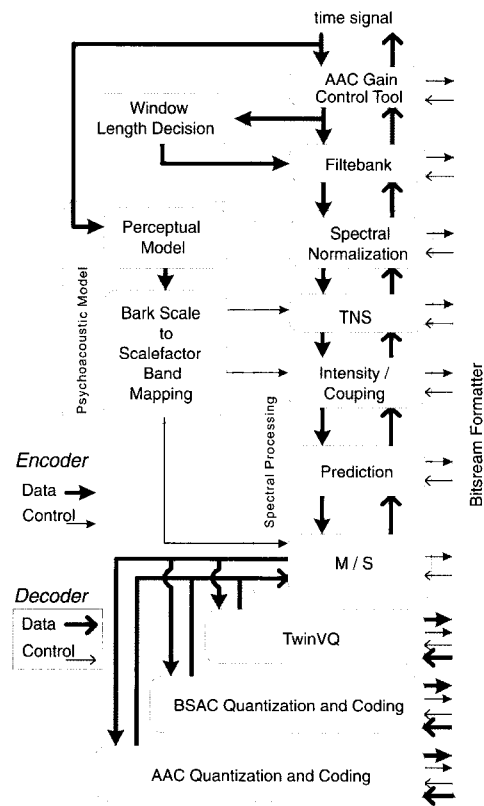 time signal
AAC Gain
Control Tool
Window
Length Decision
Filtebank
Perceptual
Model
Spectral
Normalization
Psychoacoustic Model
Bark Scale
to
Scalefactor
Band
Mapping
TNS
Intensity /
Couping
Spectral Processing
Bitsream Formatter
Prediction
Encoder
Data
Control
M / S
Decoder
Data
Control
TwinVQ
BSAC Quantization and Coding
AAC Quantization and Coding